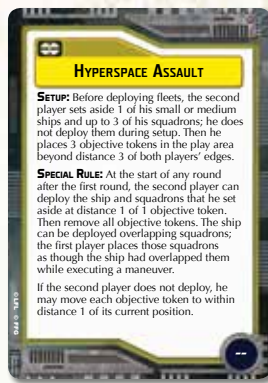 HYPERSPACE ASSAULT
SETUP: Before deploying fleets, the second
player sets aside 1 of his small or medium
ships and up to 3 of his squadrons; he does
not deploy them during setup. Then he
places 3 objective tokens in the play area
beyond distance 3 of both players' edges.
SPECIAL RULE: At the start of any round
after the first round, the second player can
deploy the ship and squadrons that he set
aside at distance 1 of 1 objective token.
Then remove all objective tokens. The ship
can be deployed overlapping squadrons;
the first player places those squadrons
as though the ship had overlapped them
while executing a maneuver.
If the second player does not deploy, he
may move each objective token to within
distance 1 of its current position.
© LFL © FFG
--